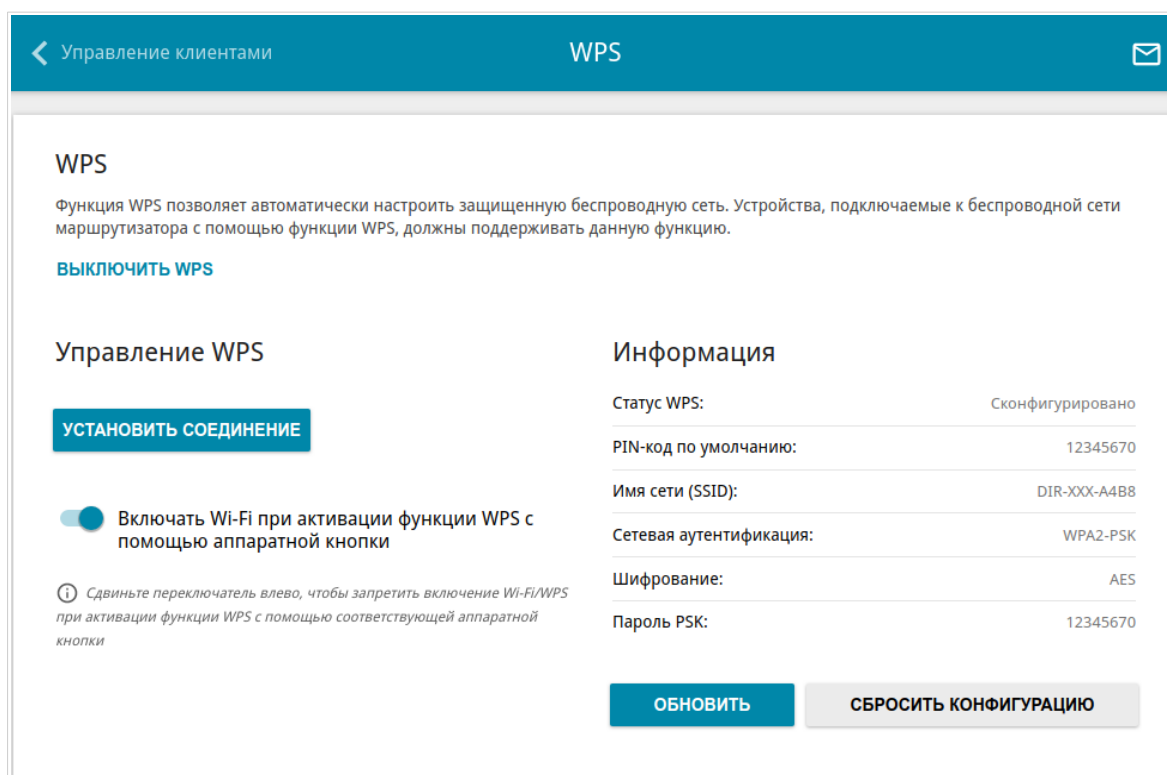 Управление клиентами
WPS
WPS
Функция WPS позволяет автоматически настроить защищенную беспроводную сеть. Устройства, подключаемые к беспроводной сети
маршрутизатора с помощью функции WPS, должны поддерживать данную функцию.
ВЫКЛЮЧИТЬ WPS
Управление WPS
УСТАНОВИТЬ СОЕДИНЕНИЕ
Включать Wi-Fi при активации функции WPS с
помощью аппаратной кнопки
Сдвиньте переключатель влево, чтобы запретить включение Wi-Fi/WPS
при активации функции WPS с помощью соответствующей аппаратной
кнопки
Информация
Статус WPS: Сконфигурировано
PIN-код по умолчанию: 12345670
Имя сети (SSID): DIR-XXX-A4B8
Сетевая аутентификация: WPA2-PSK
Шифрование: AES
Пароль PSK: 12345670
ОБНОВИТЬ СБРОСИТЬ КОНФИГУРАЦИЮ